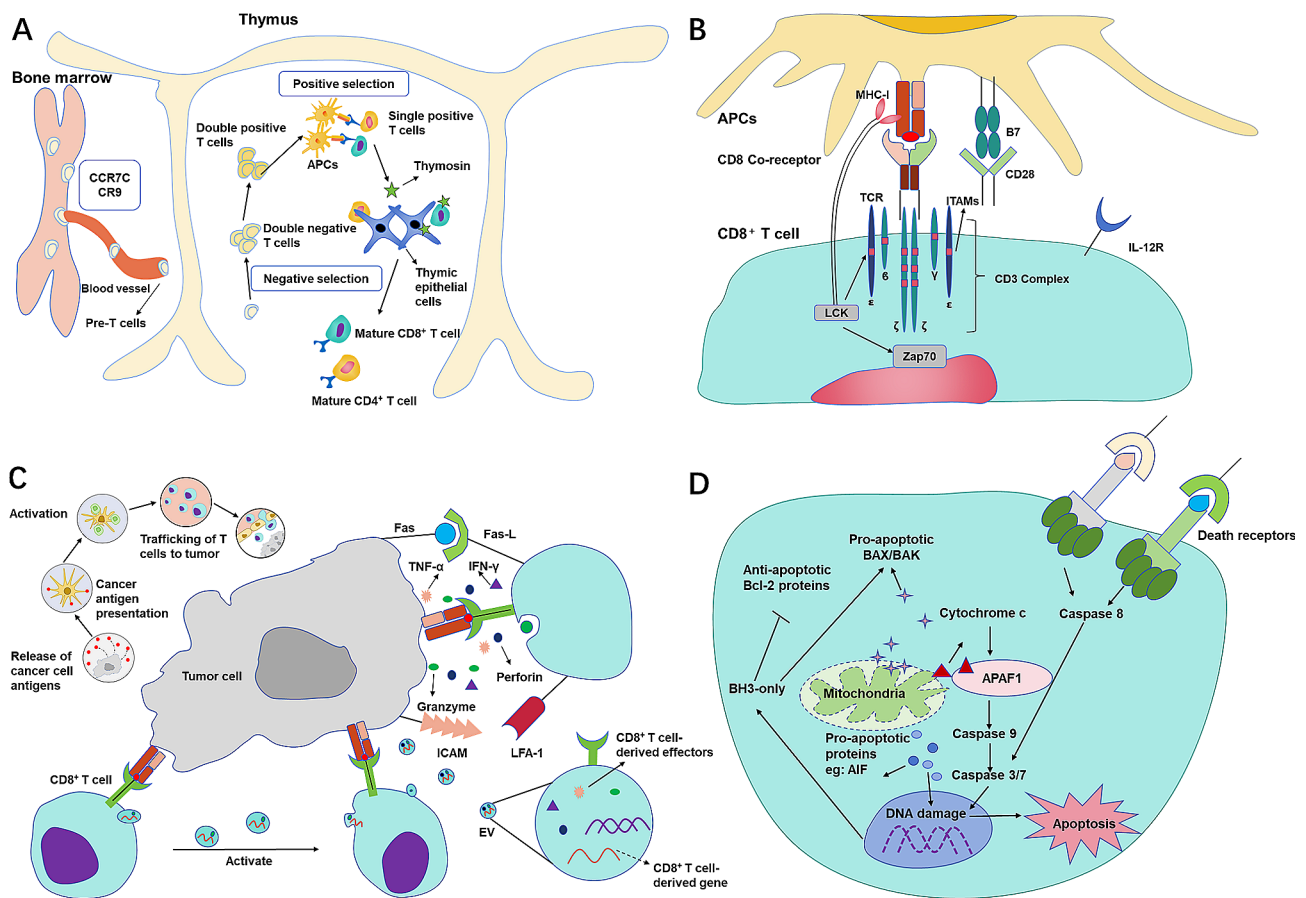 A
Thymus
Bone marrow
CCR7C
CR9
Blood vessel
Pre-T cells
Positive selection
Double positive
T cells
APCs
Single positive
T cells
Thymosin
Double negative
T cells
Negative selection
Thymic
epithelial
cells
Mature CD8⁺ T cell
Mature CD4⁺ T cell
B
MHC-I
APCs
B7
CD8 Co-receptor
CD28
TCR
ITAMs
CD8⁺ T cell
IL-12R
6
γ
CD3 Complex
ε
ε
LCK
ζ
ζ
Zap70
C
Activation
Trafficking of T
cells to tumor
Cancer
antigen
presentation
Release of
cancer cell
antigens
Fas
Fas-L
TNF-α
IFN-γ
Tumor cell
Perforin
Granzyme
ICAM
LFA-1
CD8⁺ T cell
Activate
CD8⁺ T cell-
derived effectors
EV
CD8⁺ T cell-
derived gene
D
Death receptors
Pro-apoptotic
BAX/BAK
Anti-apoptotic
Bcl-2 proteins
Cytochrome c
Caspase 8
BH3-only
Mitochondria
APAF1
Pro-apoptotic
proteins
eg: AIF
Caspase 9
Caspase 3/7
DNA damage
Apoptosis